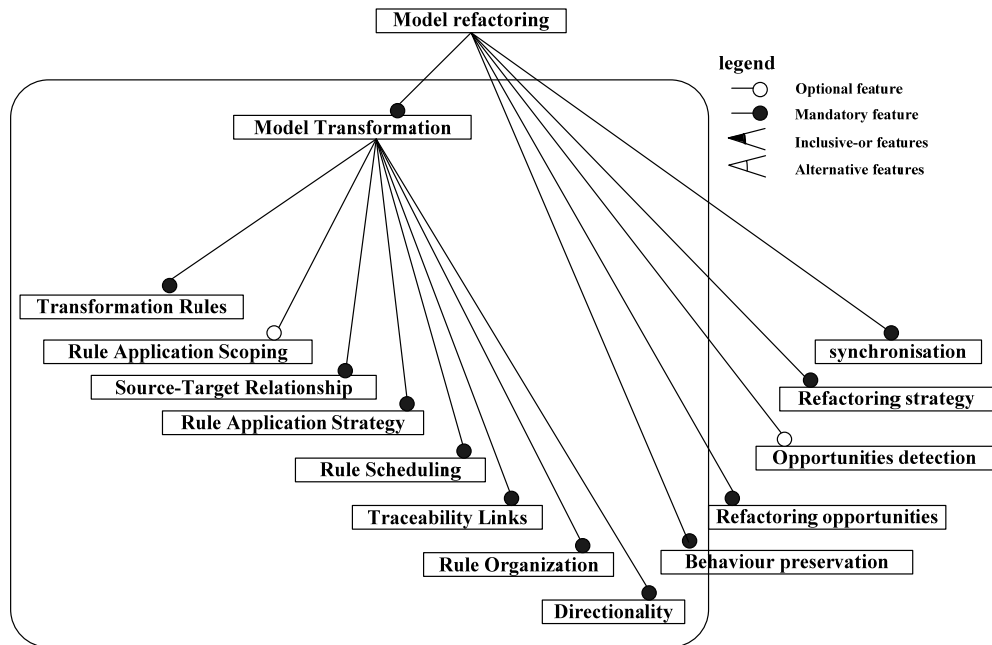 Model refactoring
legend
Optional feature
Mandatory feature
Inclusive-or features
Alternative features
Model Transformation
Transformation Rules
Rule Application Scoping
synchronisation
Source-Target Relationship
Refactoring strategy
Rule Application Strategy
Opportunities detection
Rule Scheduling
Traceability Links
Refactoring opportunities
Rule Organization
Behaviour preservation
Directionality